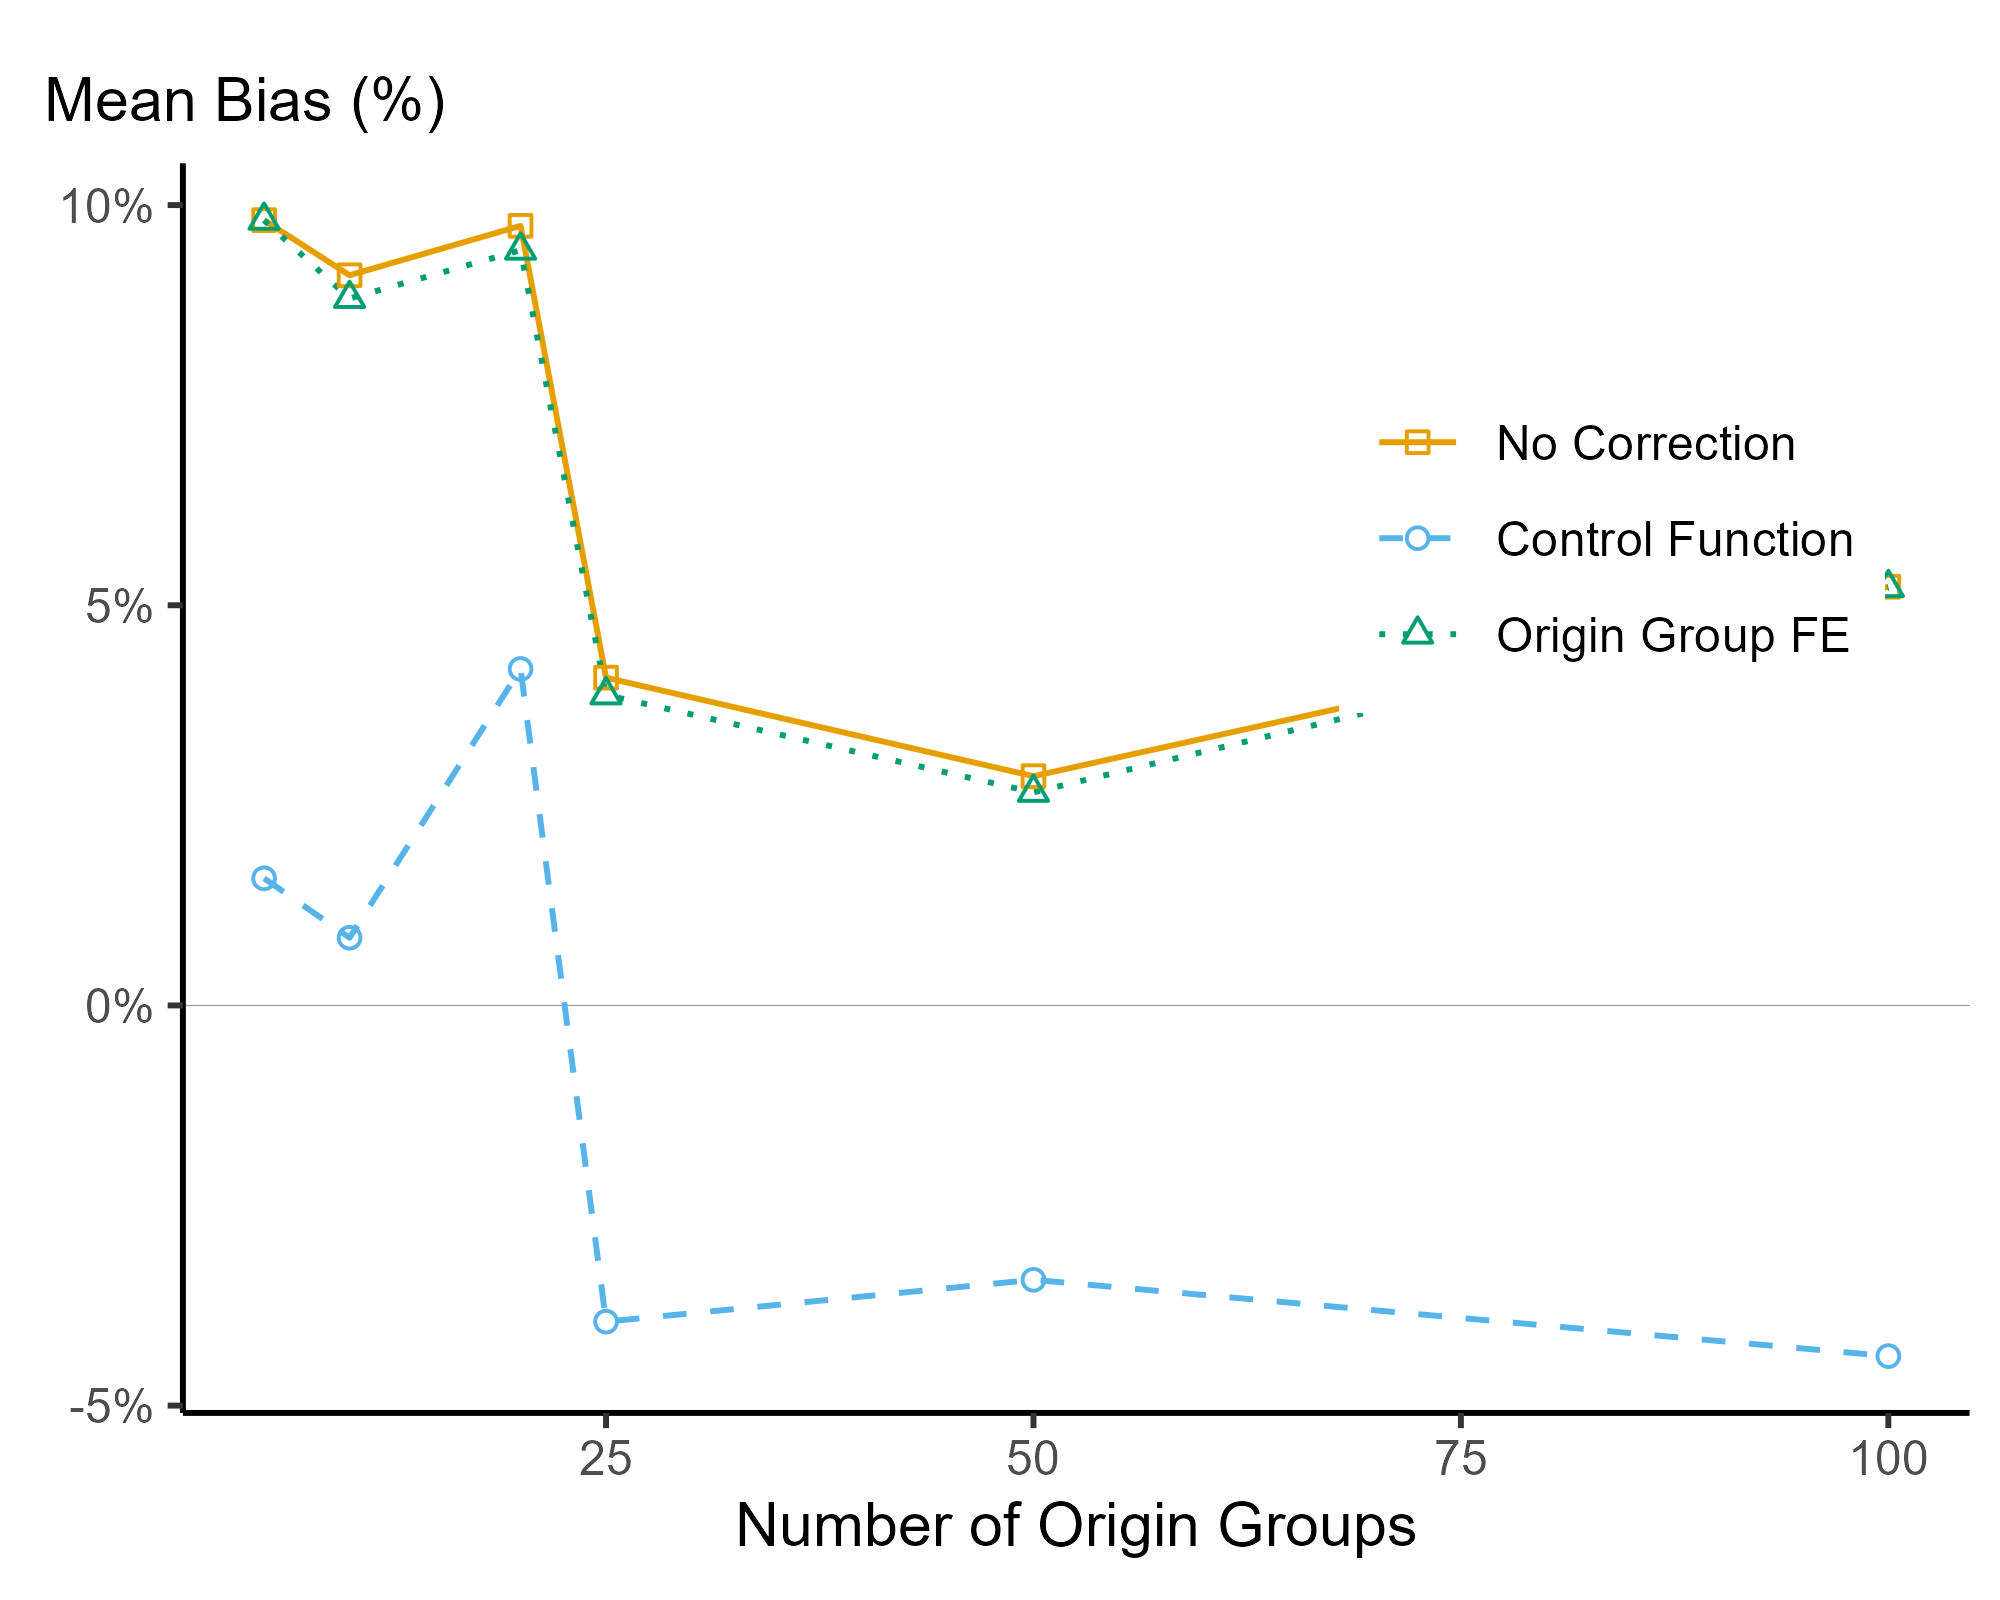 Mean Bias (%)
10%
5%
0%
-5%
No Correction
Control Function
Origin Group FE
25
50
75
100
Number of Origin Groups